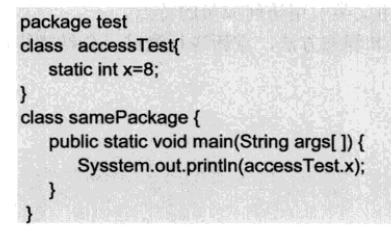 package test
class accessTest{
static int x=8;
}
class samePackage {
public static void main(String args[ ]) {
Sysstem.out.println(accessTest.x);
}
}